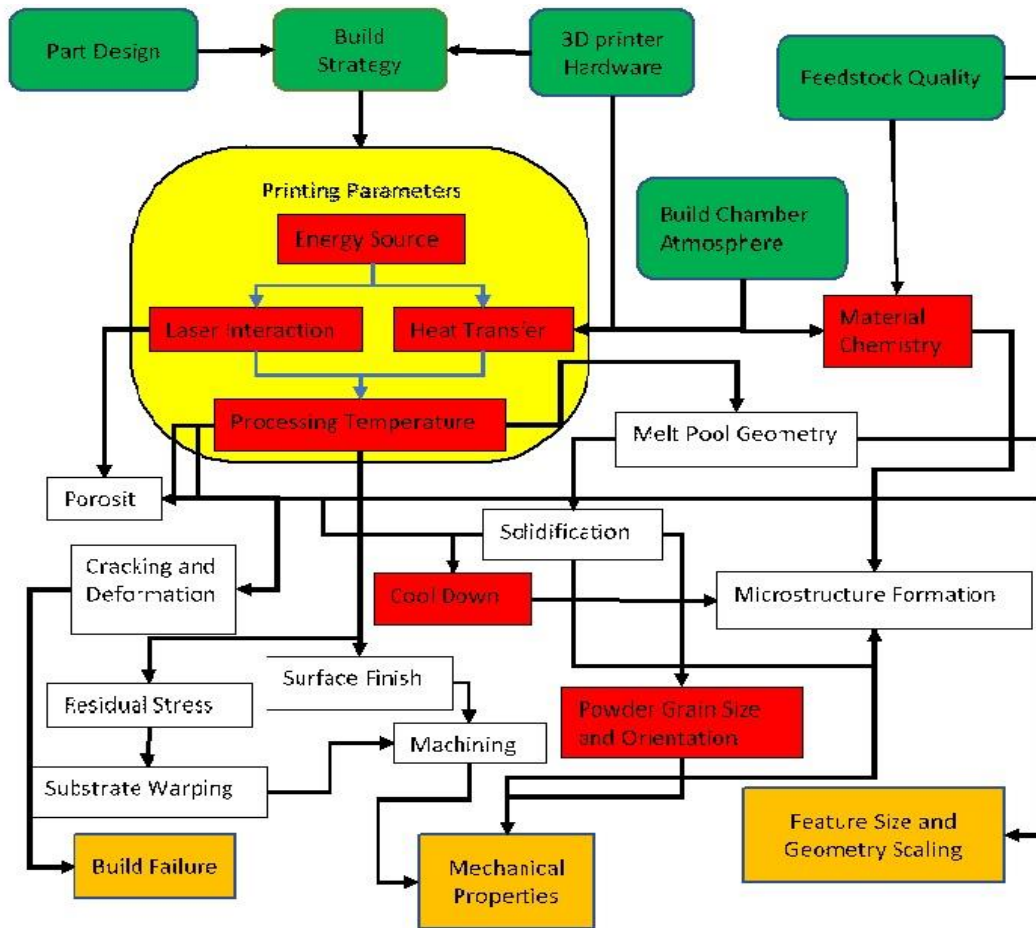 Part Design
Build
Strategy
3D printer
Hardware
Feedstock Quality
Printing Parameters
Energy Source
Build Chamber
Atmosphere
Laser Interaction
Heat Transfer
Material
Chemistry
Processing Temperature
Melt Pool Geometry
Porosit
Solidification
Cracking and
Deformation
Cool Down
Microstructure Formation
Surface Finish
Residual Stress
Powder Grain Size
and Orientation
Machining
Substrate Warping
Feature Size and
Geometry Scaling
Build Failure
Mechanical
Properties